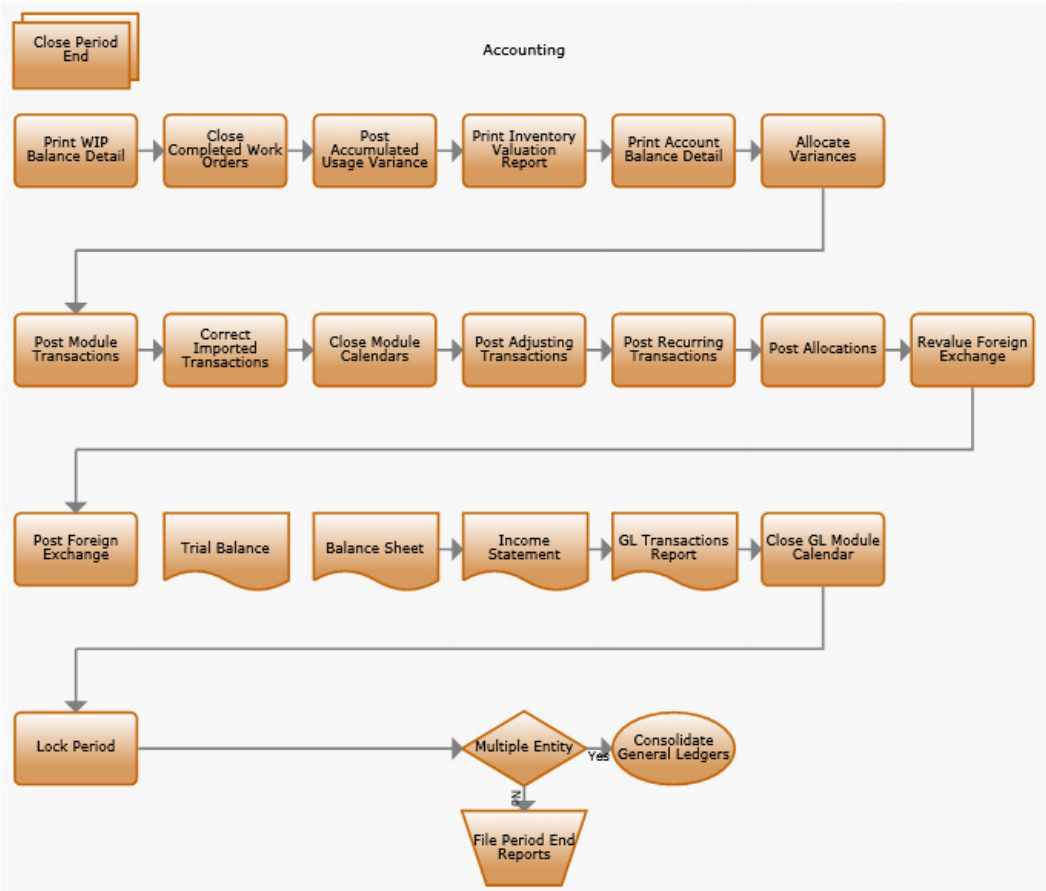 Close Period
End
Accounting
Print WIP
Balance Detail
Close
Completed Work
Orders
Post
Accumulated
Usage Variance
Print Inventory
Valuation
Report
Print Account
Balance Detail
Allocate
Variances
Post Module
Transactions
Correct
Imported
Transactions
Close Module
Calendars
Post Adjusting
Transactions
Post Recurring
Transactions
Post Allocations
Revalue Foreign
Exchange
Post Foreign
Exchange
Trial Balance
Balance Sheet
Income
Statement
GL Transactions
Report
Close GL Module
Calendar
Lock Period
Multiple Entity
Yes
Consolidate
General Ledgers
No
File Period End
Reports